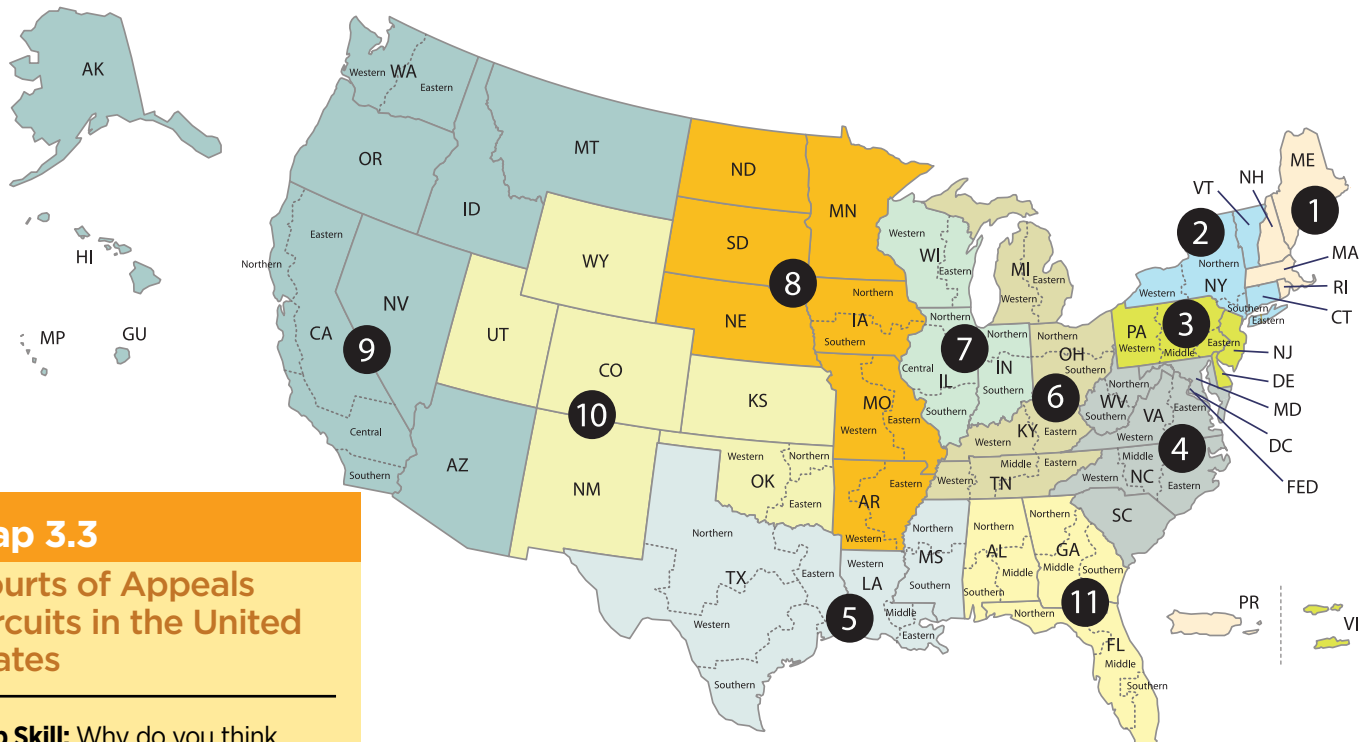 AK
HI
MP
GU
Western WA
Eastern
OR
ID
MT
Northern
Eastern
CA
NV
9
Central
Southern
AZ
WY
UT
CO
10
KS
NM
Western
Northern
OK
Eastern
ND
MN
SD
8
NE
Northern
IA
Southern
MO
Western
Eastern
AR
Eastern
Western
Northern
TX
Eastern
Western
Southern
5
Western
LA
Middle
Eastern
Northern
MS
Southern
Western
WI
Eastern
Northern
7
Central
IL
Southern
Northern
IN
Southern
MI
Eastern
Western
Northern
OH
Southern
6
KY
Western
Eastern
Middle
Eastern
Western
TN
Northern
AL
Middle
Southern
Northern
GA
Middle
Southern
11
Northern
FL
Middle
Southern
ME
1
NH
VT
2
Northern
MA
RI
CT
Western
NY
Southern
Eastern
PA
3
Western
Middle
Eastern
NJ
DE
MD
DC
FED
Northern
WV
Southern
VA
Eastern
Western
4
Middle
NC
Western
Eastern
SC
PR
VI
ap 3.3
ourts of Appeals
rcuits in the United
ates
p Skill: Why do you think